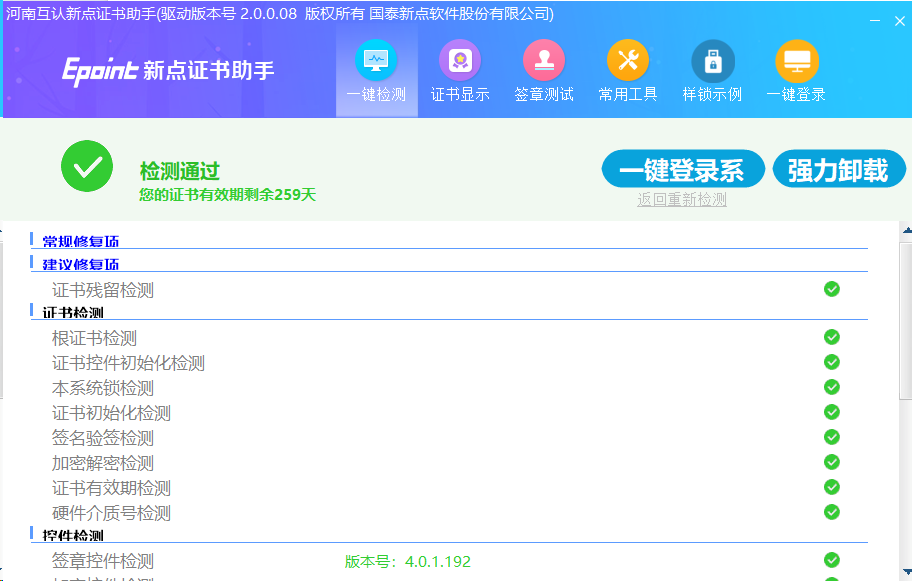 河南互认新点证书助手(驱动版本号 2.0.0.08 版权所有 国泰新点软件股份有限公司)
Epoint 新点证书助手
一键检测 证书显示 签章测试 常用工具 样锁示例 一键登录
检测通过
您的证书有效期剩余259天
一键登录系 强力卸载
返回重新检测
常规修复项
建议修复项
证书残留检测
证书检测
根证书检测
证书控件初始化检测
本系统锁检测
证书初始化检测
签名验签检测
加密解密检测
证书有效期检测
硬件介质号检测
控件检测
签章控件检测 版本号：4.0.1.192